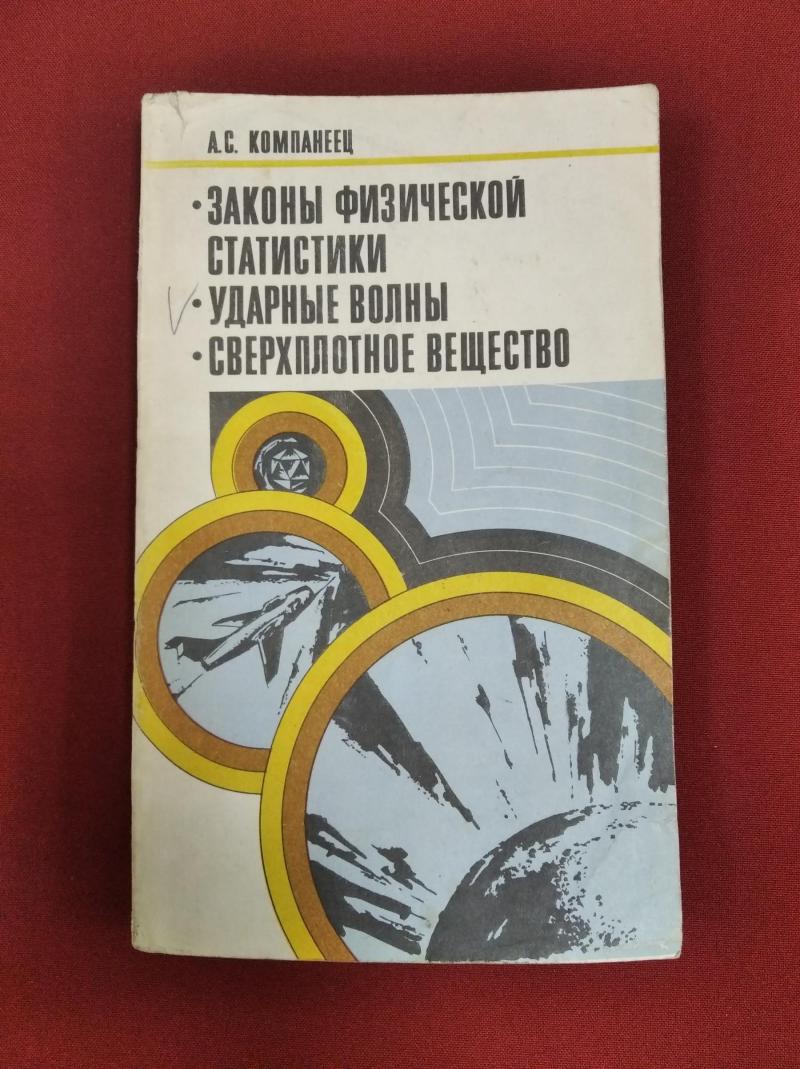 А.С. КОМПАНЕЕЦ
• ЗАКОНЫ ФИЗИЧЕСКОЙ
СТАТИСТИКИ
• УДАРНЫЕ ВОЛНЫ
• СВЕРХПЛОТНОЕ ВЕЩЕСТВО